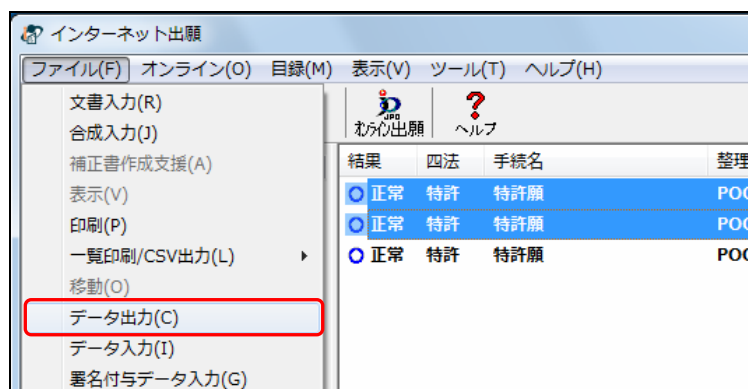 インターネット出願
ファイル(F) オンライン(O) 目録(M) 表示(V) ツール(T) ヘルプ(H)
文書入力(R)
合成入力(J)
補正書作成支援(A)
表示(V)
印刷(P)
一覧印刷/CSV出力(L)
移動(O)
データ出力(C)
データ入力(I)
署名付与データ入力(G)
JPO
オンライン出願 ヘルプ
結果 四法 手続名 整理
正常 特許 特許願 POC
正常 特許 特許願 POC
正常 特許 特許願 POC